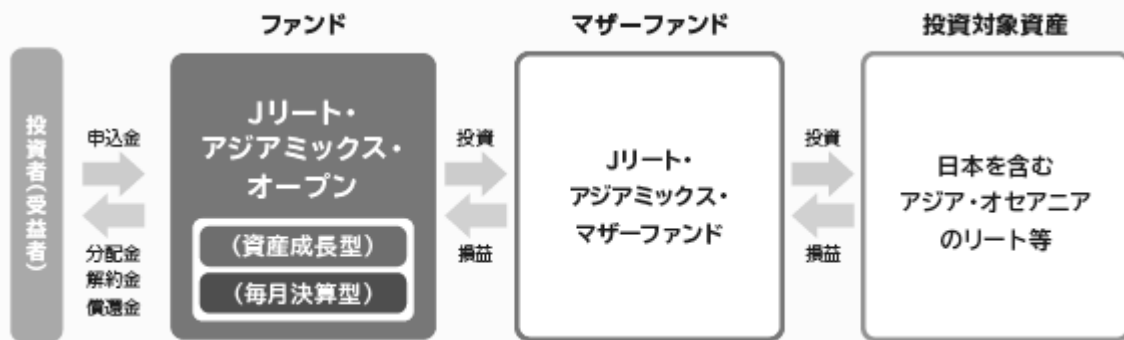 ファンド
マザーファンド
投資対象資産
投資者(受益者)
申込金
分配金
解約金
償還金
Jリート・
アジアミックス・
オープン
(資産成長型)
(毎月決算型)
投資
損益
Jリート・
アジアミックス・
マザーファンド
投資
損益
日本を含む
アジア・オセアニア
のリート等